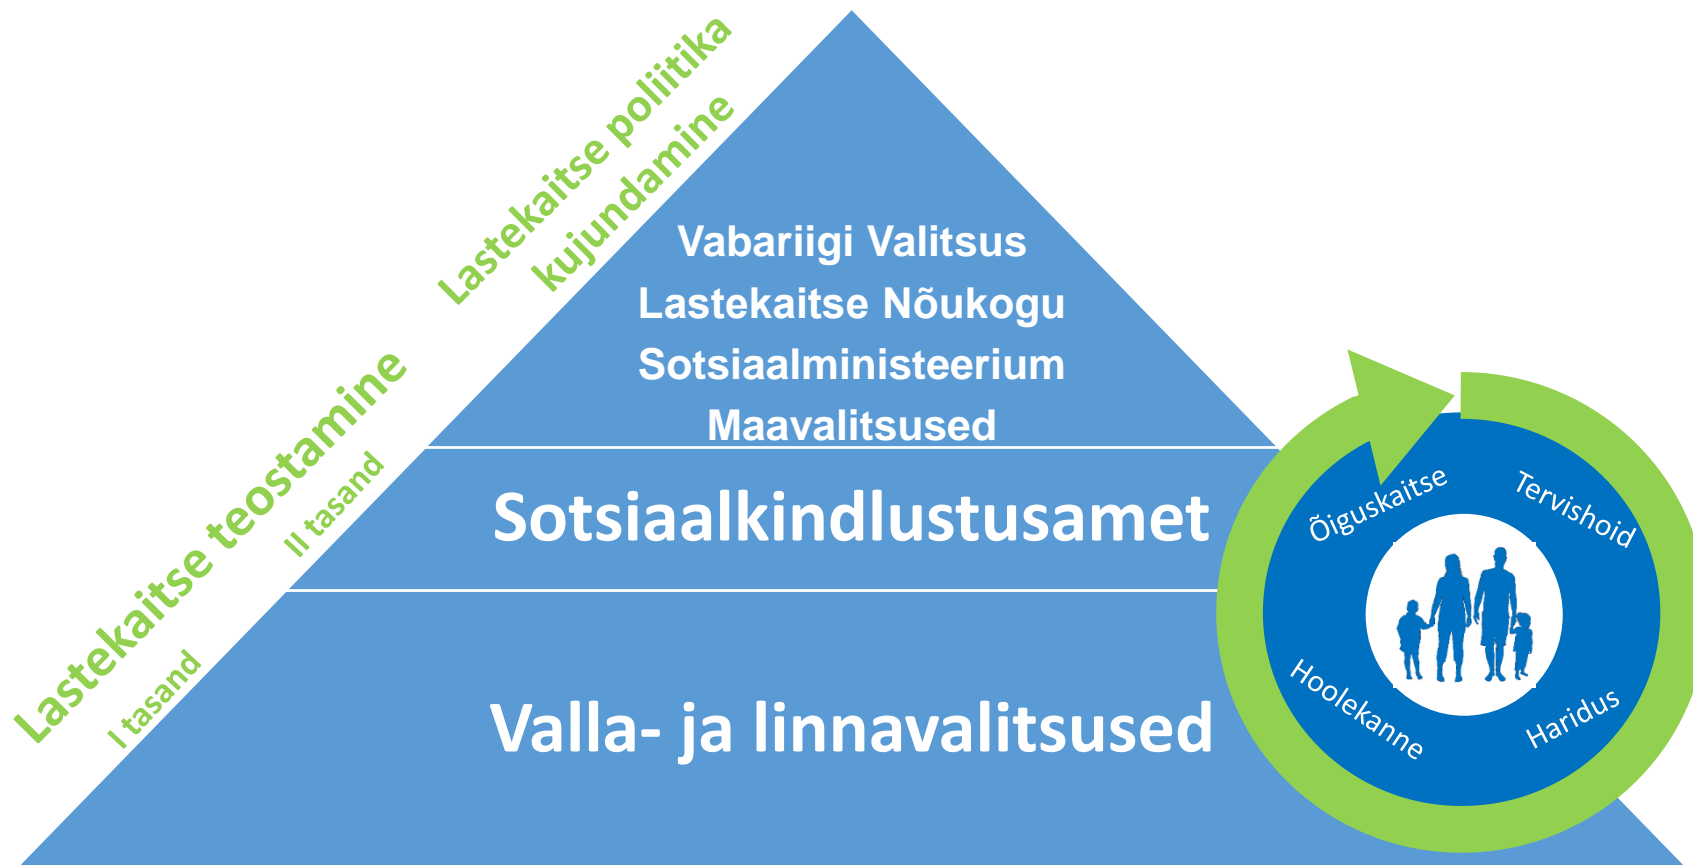 Lastekaitse poliitika
kujundamine
Vabariigi Valitsus
Lastekaitse Nõukogu
Sotsiaalministeerium
Maavalitsused
Lastekaitse teostamine
II tasand
Sotsiaalkindlustusamet
I tasand
Valla- ja linnavalitsused
Õiguskaitse
Tervishoid
Hoolekanne
Haridus